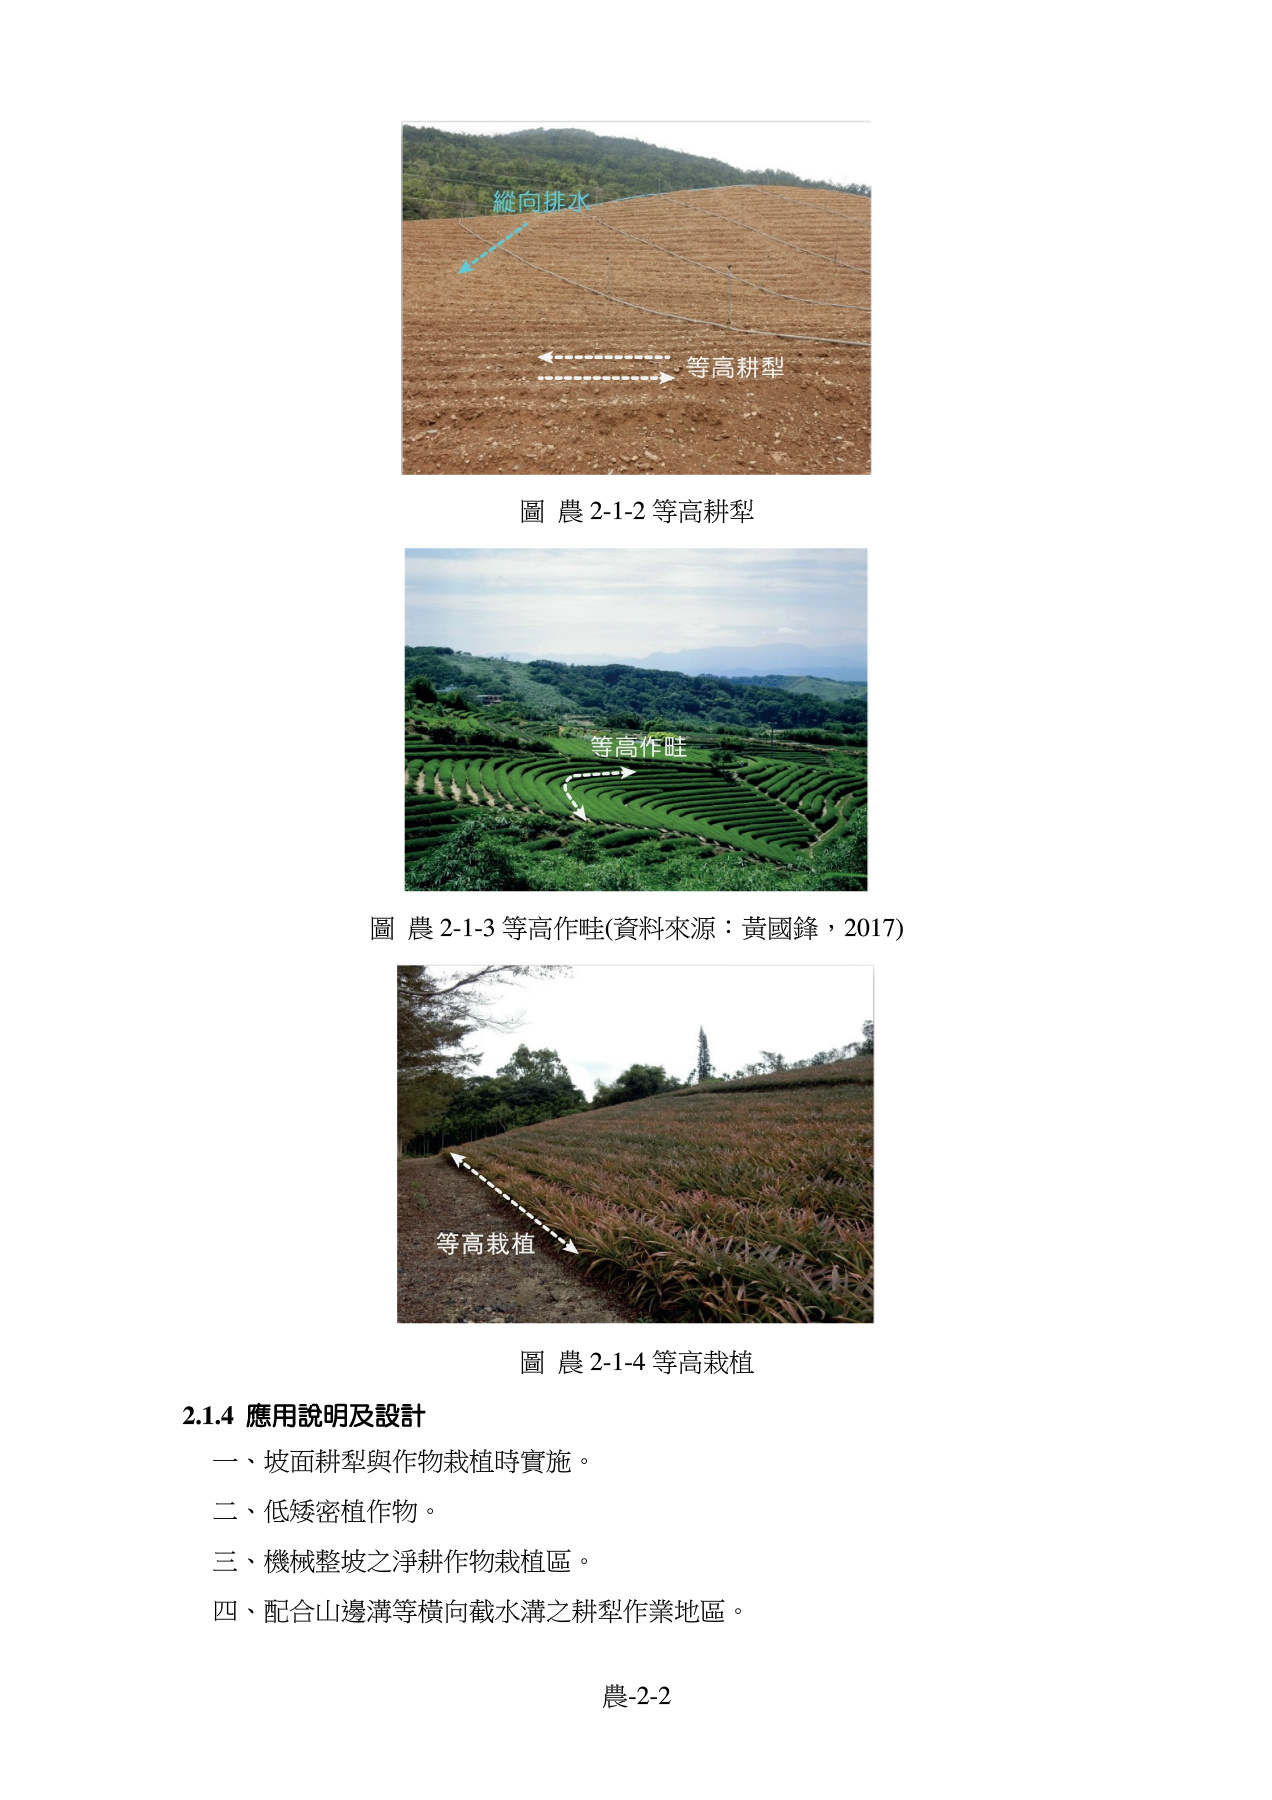 縱向排水
等高耕犁
圖 農 2-1-2 等高耕犁
等高作畦
圖 農 2-1-3 等高作畦(資料來源：黃國鋒，2017)
等高栽植
圖 農 2-1-4 等高栽植
2.1.4 應用說明及設計
一、坡面耕犁與作物栽植時實施。
二、低矮密植作物。
三、機械整坡之淨耕作物栽植區。
四、配合山邊溝等橫向截水溝之耕犁作業地區。
農-2-2